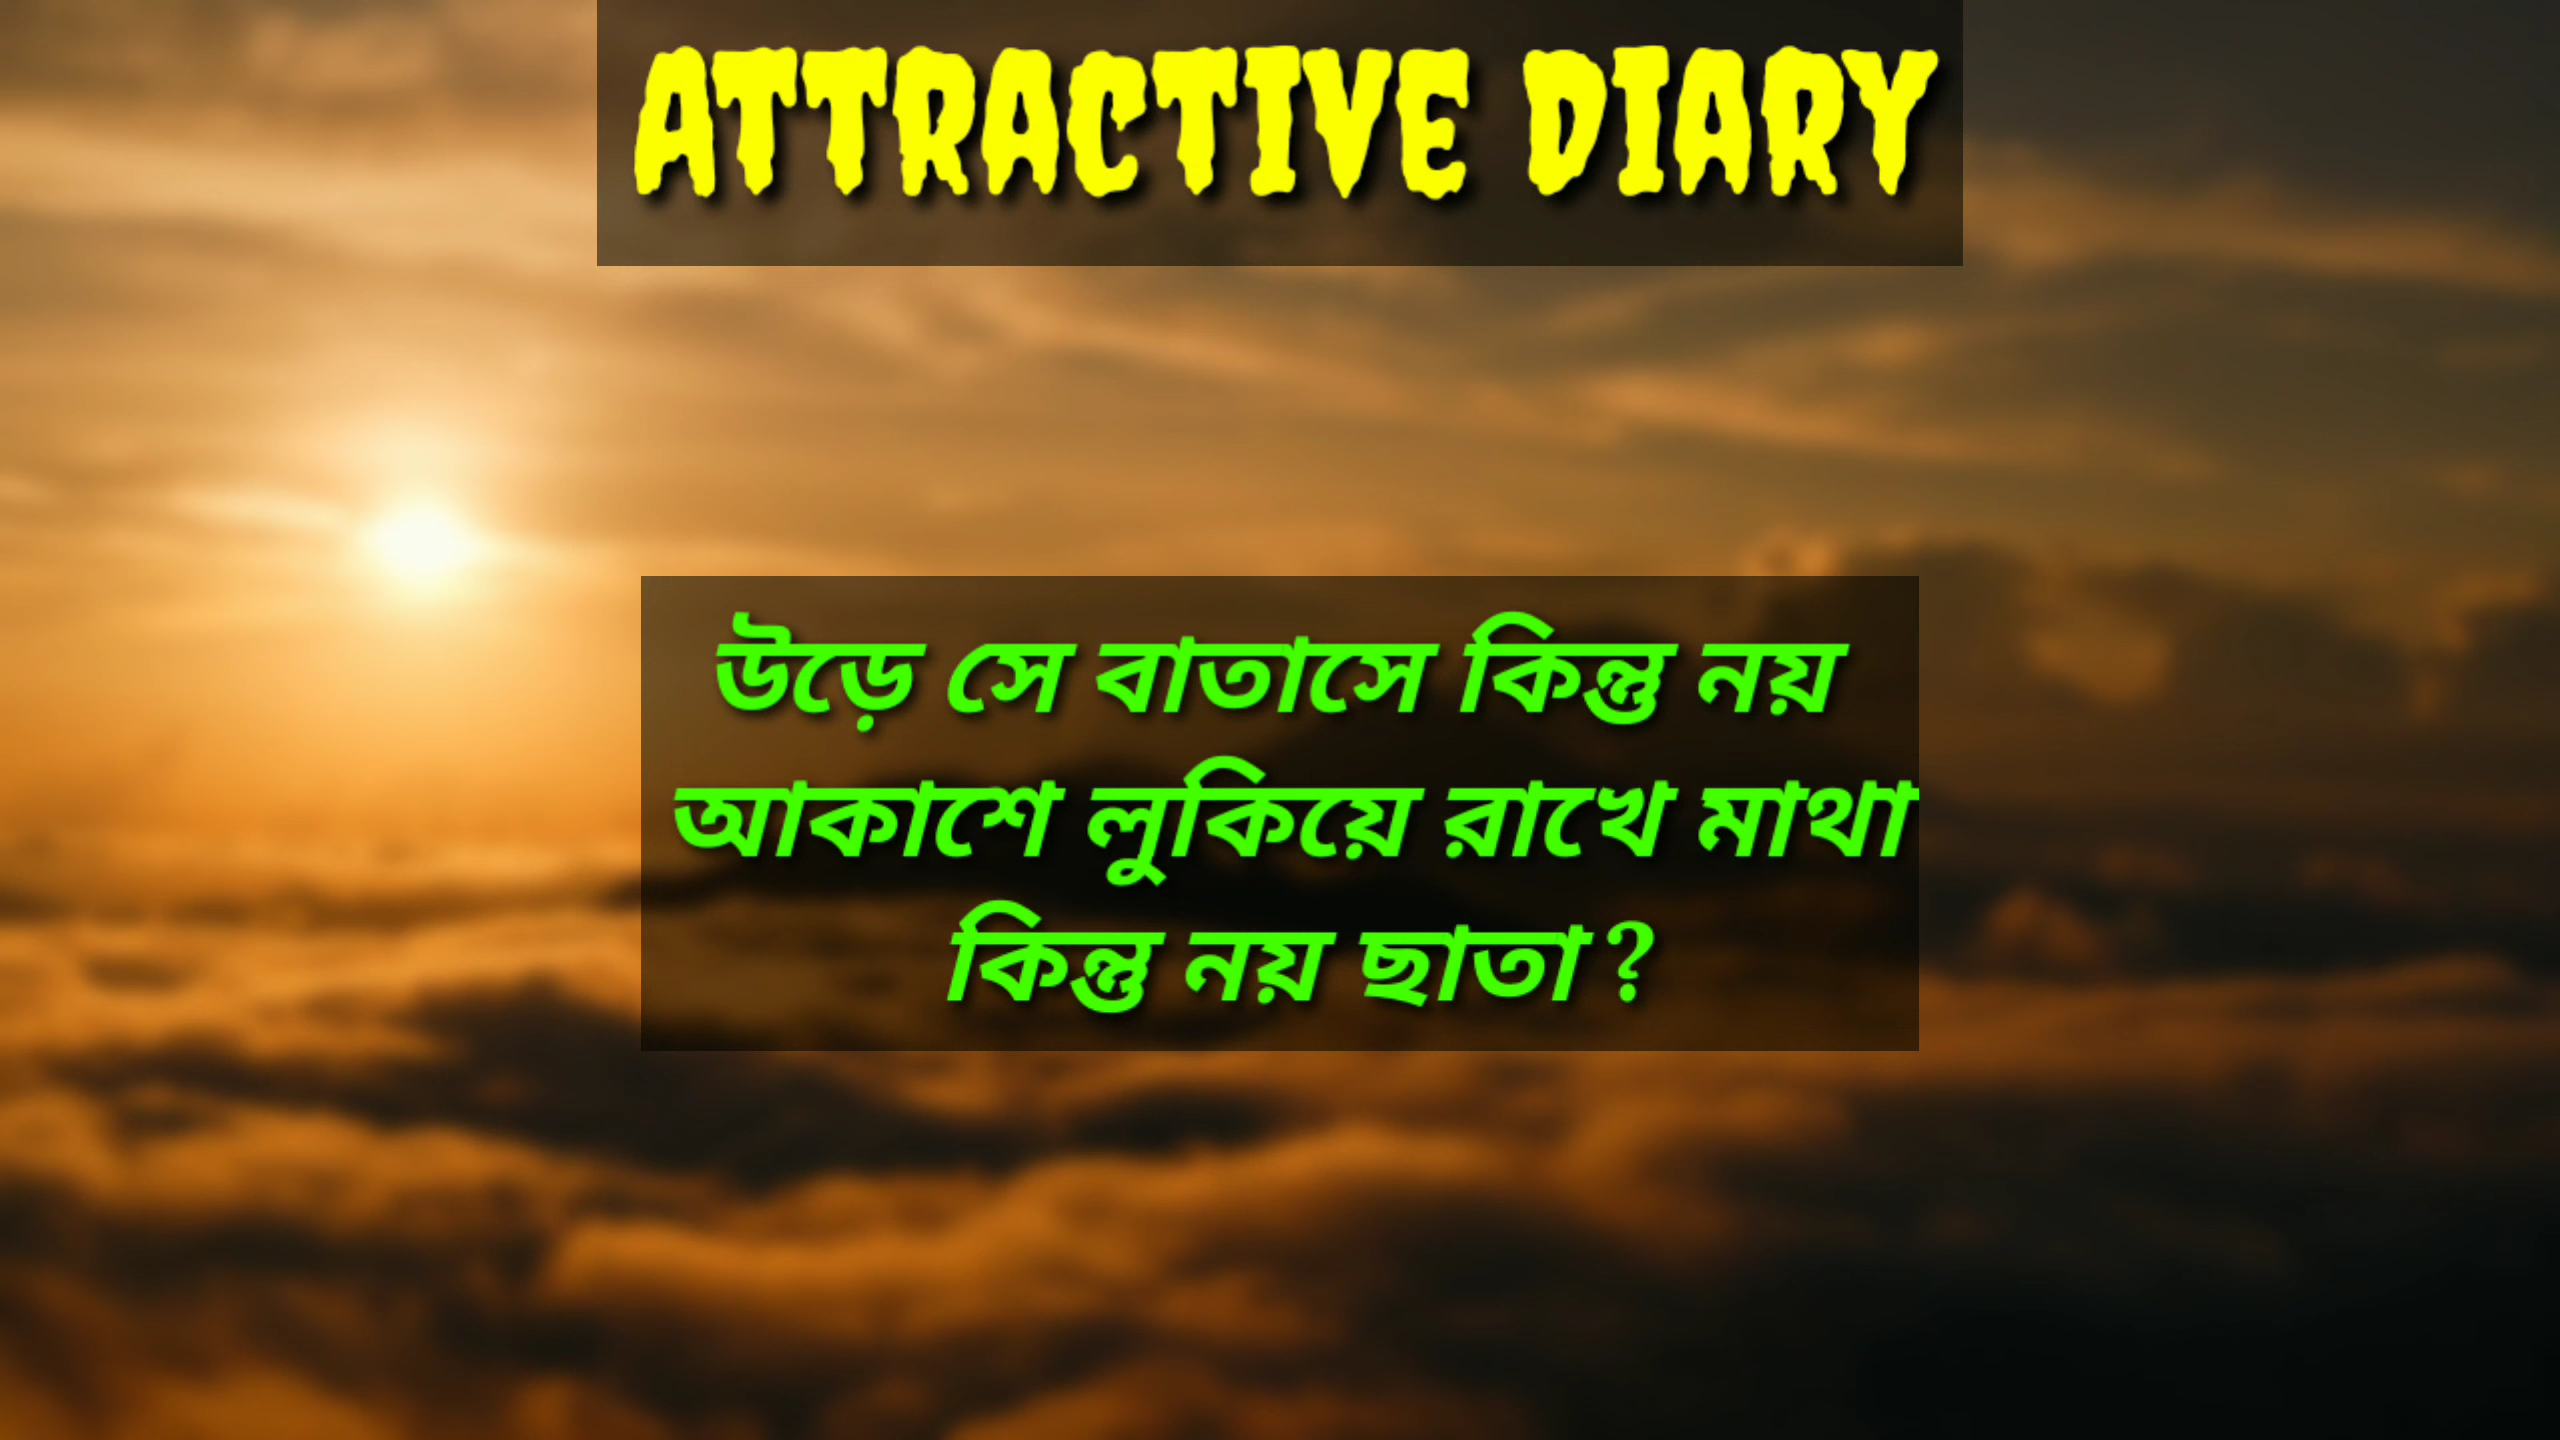 ATTRACTIVE DIARY
উড়ে সে বাতাসে কিন্তু নয়
আকাশে লুকিয়ে রাখে মাথা
কিন্তু নয় ছাতা ?